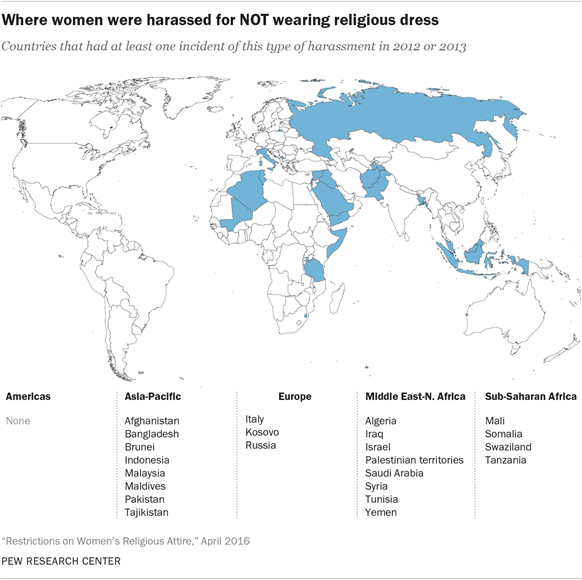 Where women were harassed for NOT wearing religious dress
Countries that had at least one incident of this type of harassment in 2012 or 2013
Americas
None
Asia-Pacific
Afghanistan
Bangladesh
Brunei
Indonesia
Malaysia
Maldives
Pakistan
Tajikistan
Europe
Italy
Kosovo
Russia
Middle East-N. Africa
Algeria
Iraq
Israel
Palestinian territories
Saudi Arabia
Syria
Tunisia
Yemen
Sub-Saharan Africa
Mali
Somalia
Swaziland
Tanzania
“Restrictions on Women’s Religious Attire,” April 2016
PEW RESEARCH CENTER